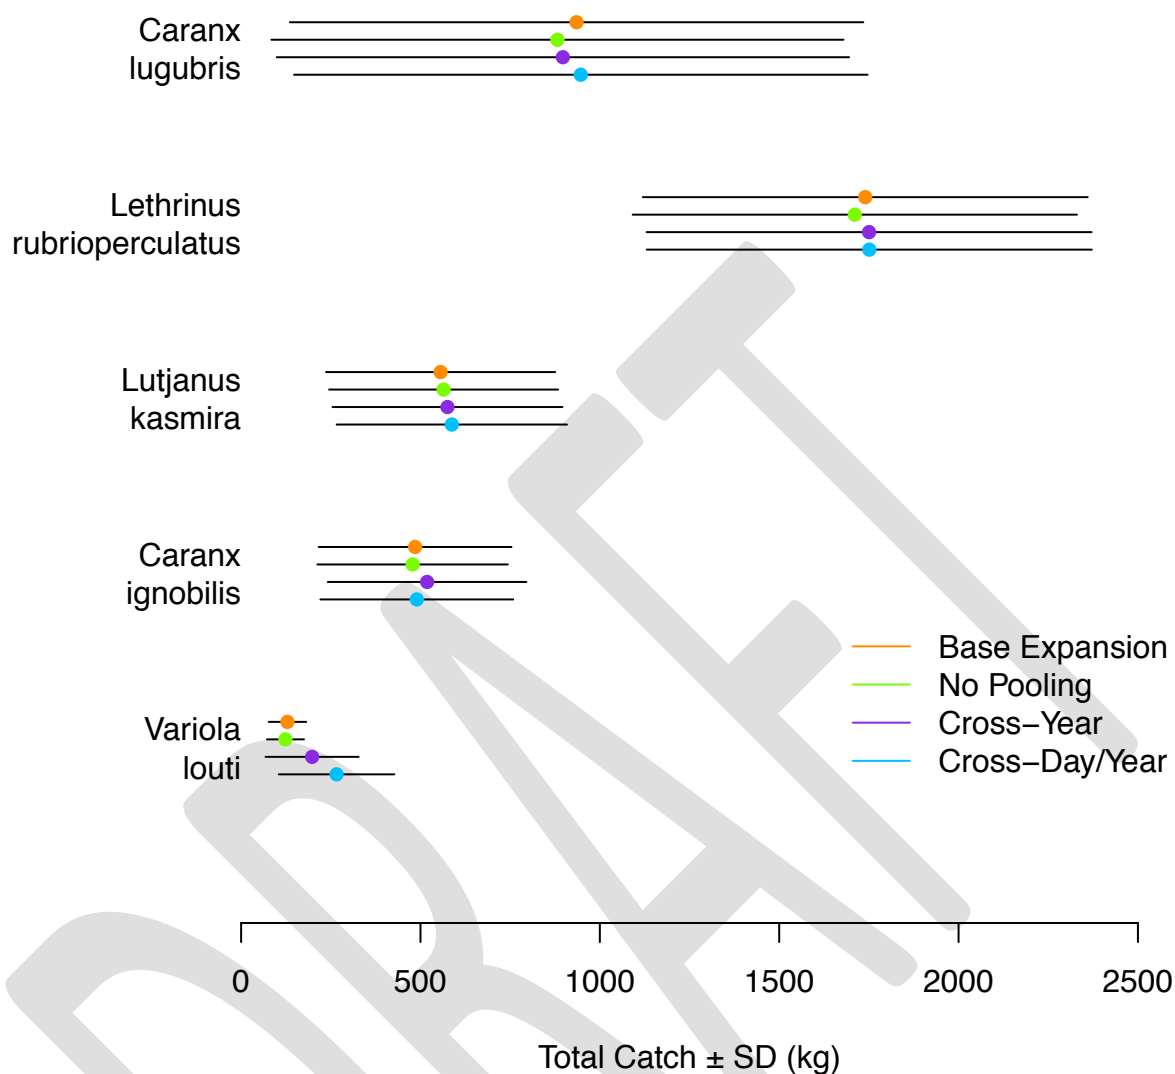 Caranx
lugubris
Lethrinus
rubrioperculatus
Lutjanus
kasmira
Caranx
ignobilis
Base Expansion
No Pooling
Cross−Year
Cross−Day/Year
Variola
louti
0 500 1000 1500 2000 2500
Total Catch ± SD (kg)
DRAFT